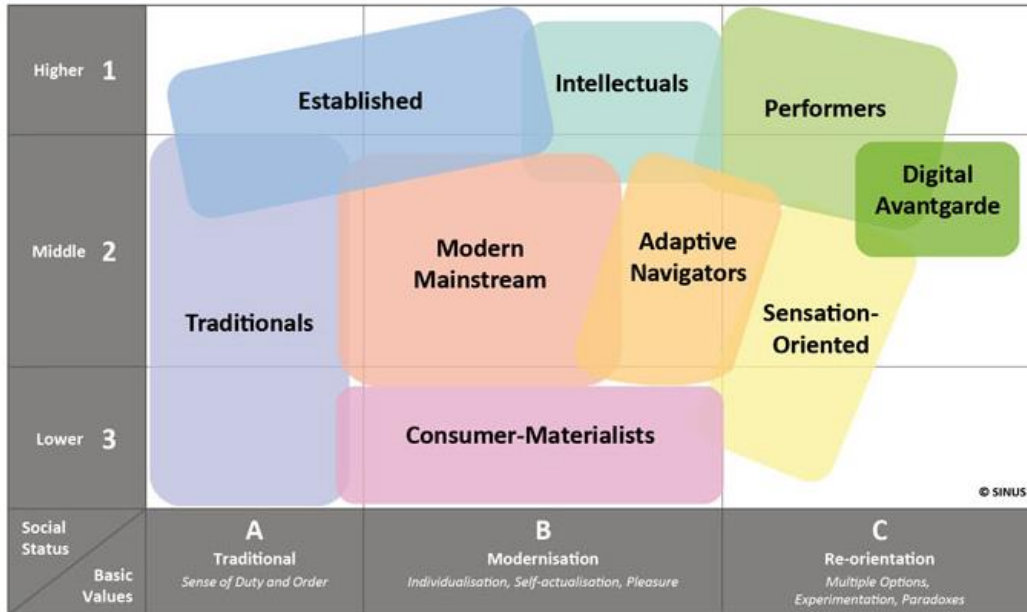 Higher 1
Established
Intellectuals
Performers
Digital
Avantgarde
Middle 2
Modern
Mainstream
Adaptive
Navigators
Traditionals
Sensation-
Oriented
Lower 3
Consumer-Materialists
© SINUS
Social
Status
Basic
Values
A
Traditional
Sense of Duty and Order
B
Modernisation
Individualisation, Self-actualisation, Pleasure
C
Re-orientation
Multiple Options,
Experimentation, Paradoxes